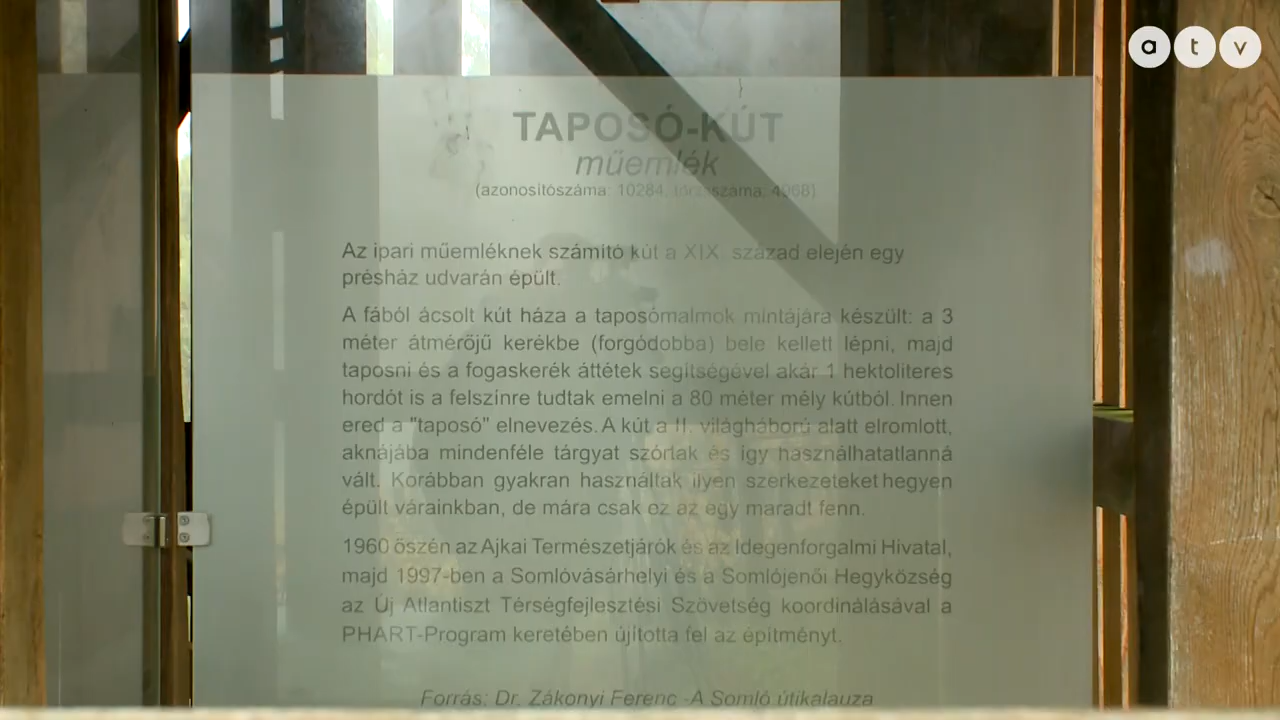 atv
TAPOSÓ-KÚT
műemlék
(azonosítószáma: 10284, törzsszáma: 4968)
Az ipari műemléknek számító kút a XIX. század elején egy
présház udvarán épült.
A fából ácsolt kút háza a taposómalmok mintájára készült: a 3
méter átmérőjű kerékbe (forgódobba) bele kellett lépni, majd
taposni és a fogaskerék áttétek segítségével akár 1 hektoliteres
hordót is a felszínre tudtak emelni a 80 méter mély kútból. Innen
ered a "taposó" elnevezés. A kút a II. világháború alatt elromlott,
aknájába mindenféle tárgyat szórtak és így használhatatlanná
vált. Korábban gyakran használtak ilyen szerkezeteket hegyen
épült várainkban, de mára csak ez az egy maradt fenn.
1960 őszén az Ajkai Természetjárók és az Idegenforgalmi Hivatal,
majd 1997-ben a Somlóvásárhelyi és a Somlójenői Hegyközség
az Új Atlantiszt Térségfejlesztési Szövetség koordinálásával a
PHART-Program keretében újította fel az építményt.
Forrás: Dr. Zákonyi Ferenc -A Somló útikalauza